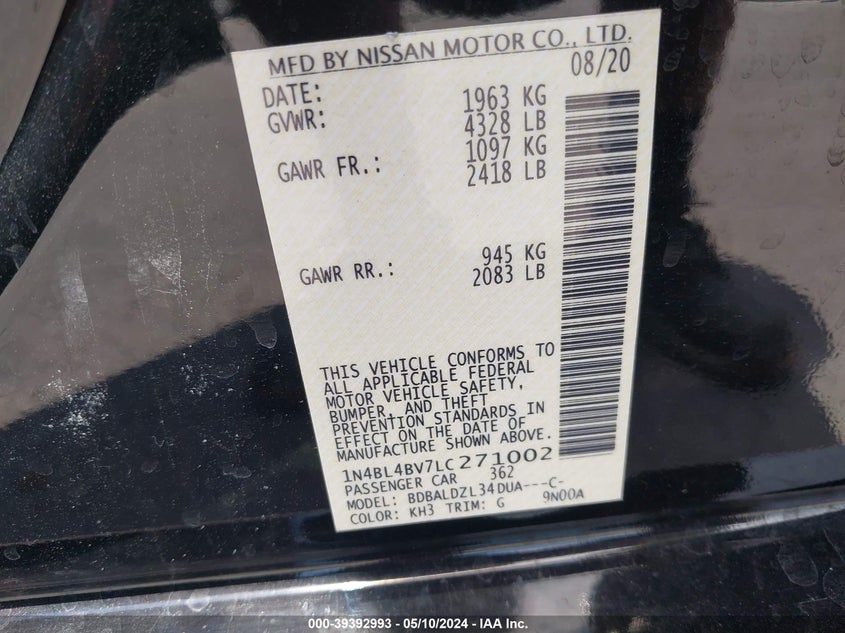 MFD BY NISSAN MOTOR CO., LTD.
DATE: 08/20
GVWR: 1963 KG
4328 LB
GAWR FR.: 1097 KG
2418 LB
GAWR RR.: 945 KG
2083 LB
THIS VEHICLE CONFORMS TO
ALL APPLICABLE FEDERAL
MOTOR VEHICLE SAFETY,
BUMPER, AND THEFT
PREVENTION STANDARDS IN
EFFECT ON THE DATE OF
MANUFACTURE SHOWN ABOVE.
1N4BL4BV7LC271002
PASSENGER CAR 362
MODEL: BDBALDZL34DUA---C-
COLOR: KH3 TRIM: G 9N00A
000-39392993 / 05/10/2024 - IAA Inc.